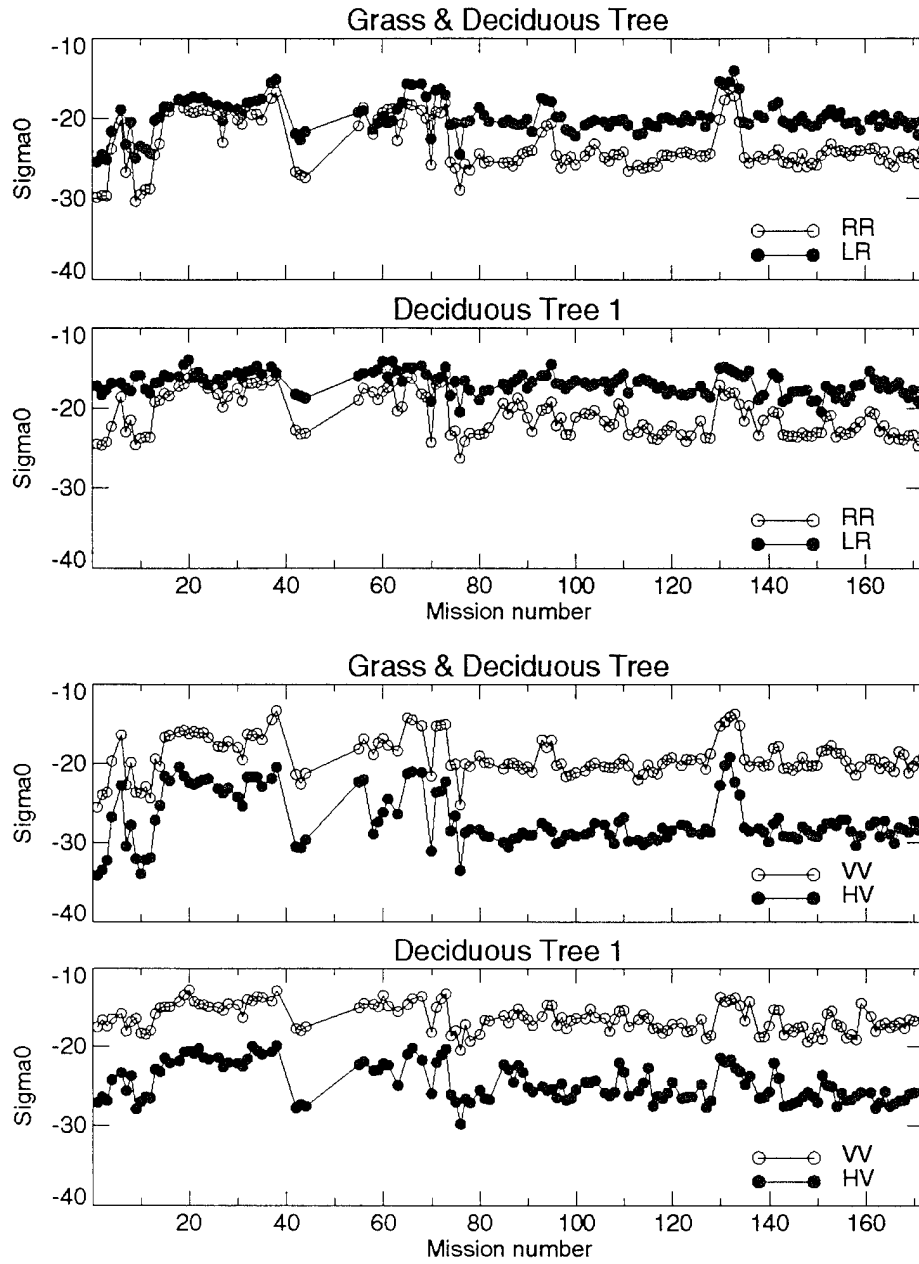 Grass & Deciduous Tree
-10
-20
-30
-40
Sigma0
RR
LR
Deciduous Tree 1
-10
-20
-30
-40
Sigma0
RR
LR
20 40 60 80 100 120 140 160
Mission number
Grass & Deciduous Tree
-10
-20
-30
-40
Sigma0
VV
HV
Deciduous Tree 1
-10
-20
-30
-40
Sigma0
VV
HV
20 40 60 80 100 120 140 160
Mission number